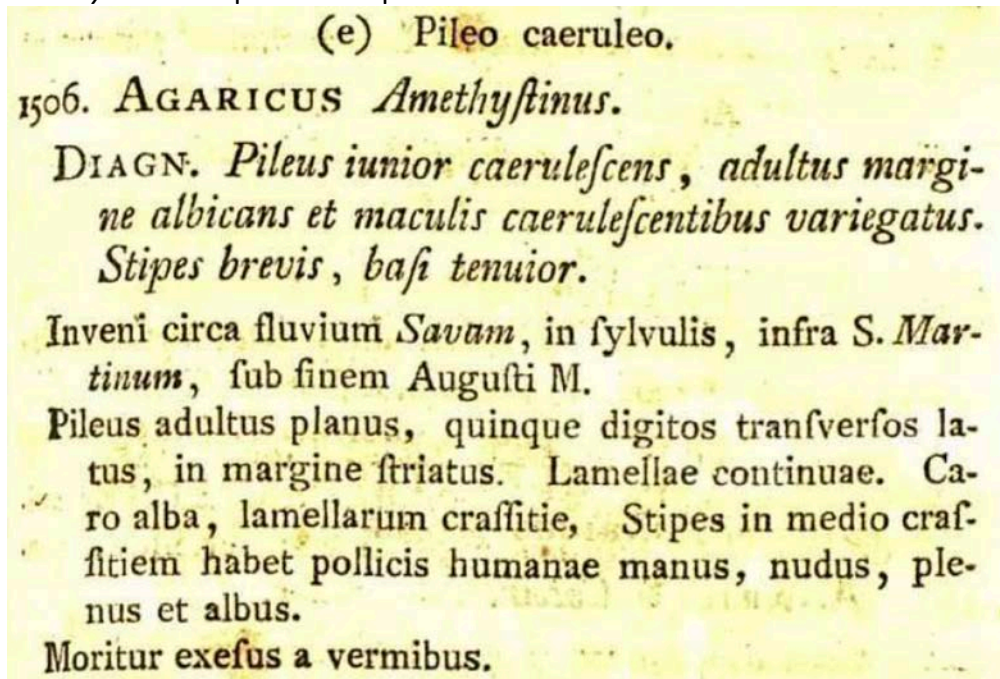 (e) Pileo caeruleo.
1506. AGARICUS Amethyſtinus.
DIAGN. Pileus iunior caeruleſcens, adultus margi-
ne albicans et maculis caeruleſcentibus variegatus.
Stipes brevis, baſi tenuior.
Inveni circa fluvium Savam, in ſylvulis, infra S. Mar-
tinum, ſub finem Auguſti M.
Pileus adultus planus, quinque digitos tranſverſos la-
tus, in margine ſtriatus. Lamellae continuae. Ca-
ro alba, lamellarum craſſitie, Stipes in medio craſ-
ſitiem habet pollicis humanae manus, nudus, ple-
nus et albus.
Moritur exeſus a vermibus.